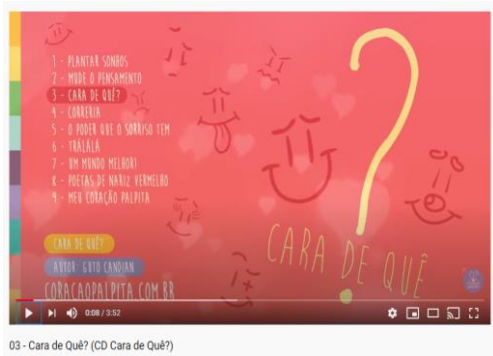 1 - PLANTAR SONHOS
2 - MUDE O PENSAMENTO
3 - CARA DE QUÊ?
4 - CORRERIA
5 - O PODER QUE O SORRISO TEM
6 - TRÁLÁLÁ
7 - UM MUNDO MELHOR!
8 - POETAS DE NARIZ VERMELHO
9 - MEU CORAÇÃO PALPITA
CARA DE QUÊ?
AUTOR: GUTO CANDIAN
CORACAOPALPITA.COM.BR
CARA DE QUÊ
?
0:08 / 3:52
03 - Cara de Quê? (CD Cara de Quê?)